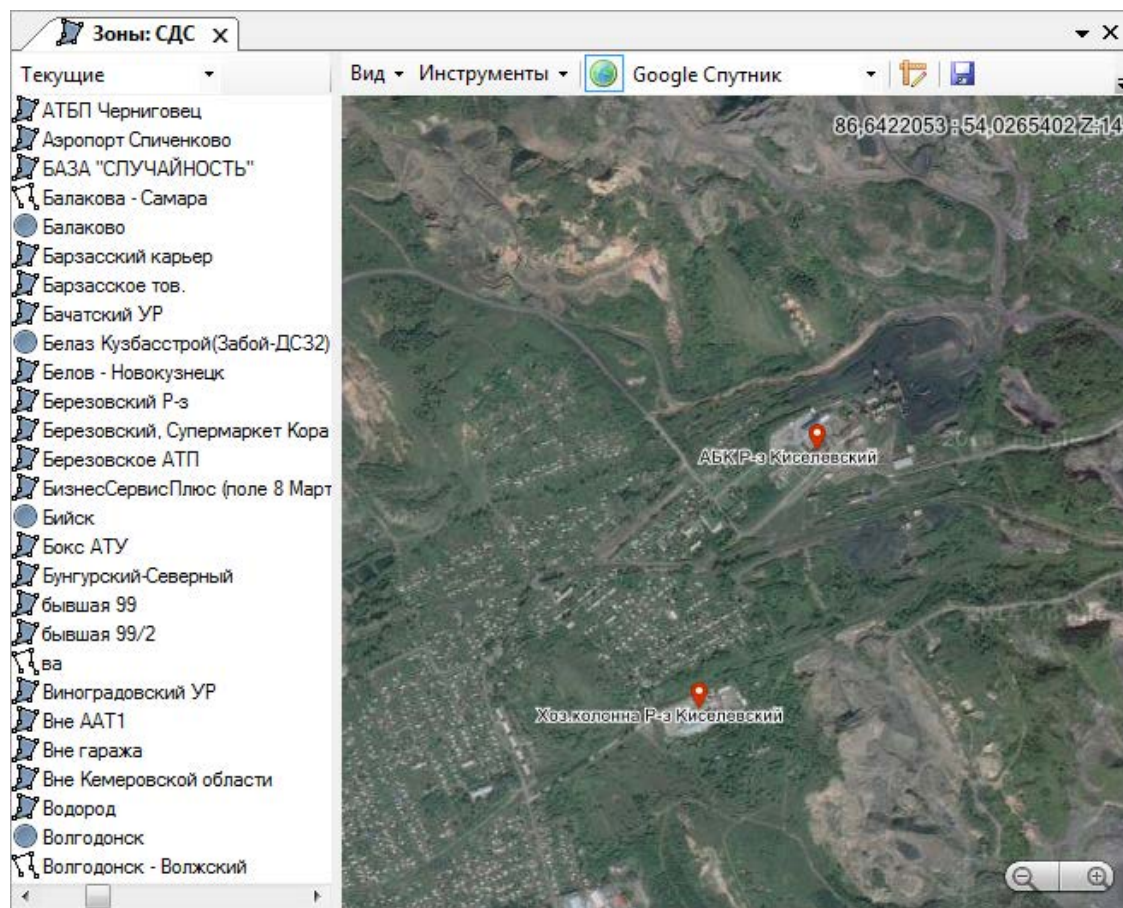 Зоны: СДС
Текущие
Вид Инструменты Google Спутник
86,6422053 : 54,0265402 Z:14
АТБП Черниговец
Аэропорт Спиченково
БАЗА "СЛУЧАЙНОСТЬ"
Балакова - Самара
Балаково
Барзасский карьер
Барзасское тов.
Бачатский УР
Белаз Кузбасстрой(Забой-ДСЗ2)
Белов - Новокузнецк
Березовский Р-з
Березовский, Супермаркет Кора
Березовское АТП
БизнесСервисПлюс (поле 8 Март
Бийск
Бокс АТУ
Бунгурский-Северный
бывшая 99
бывшая 99/2
ва
Виноградовский УР
Вне ААТ1
Вне гаража
Вне Кемеровской области
Водород
Волгодонск
Волгодонск - Волжский
АБК Р-з Киселевский
Хоз.колонна Р-з Киселевский